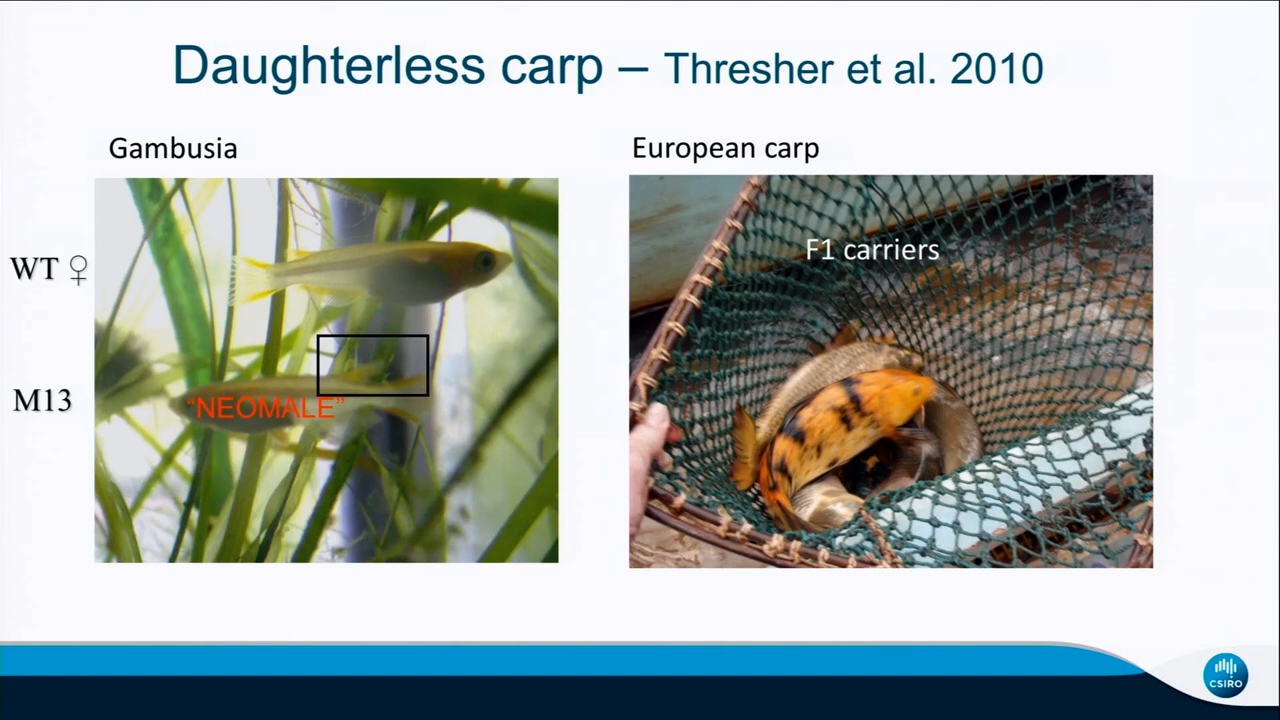 Daughterless carp – Thresher et al. 2010
Gambusia
European carp
WT ♀
M13
"NEOMALE"
F1 carriers
CSIRO